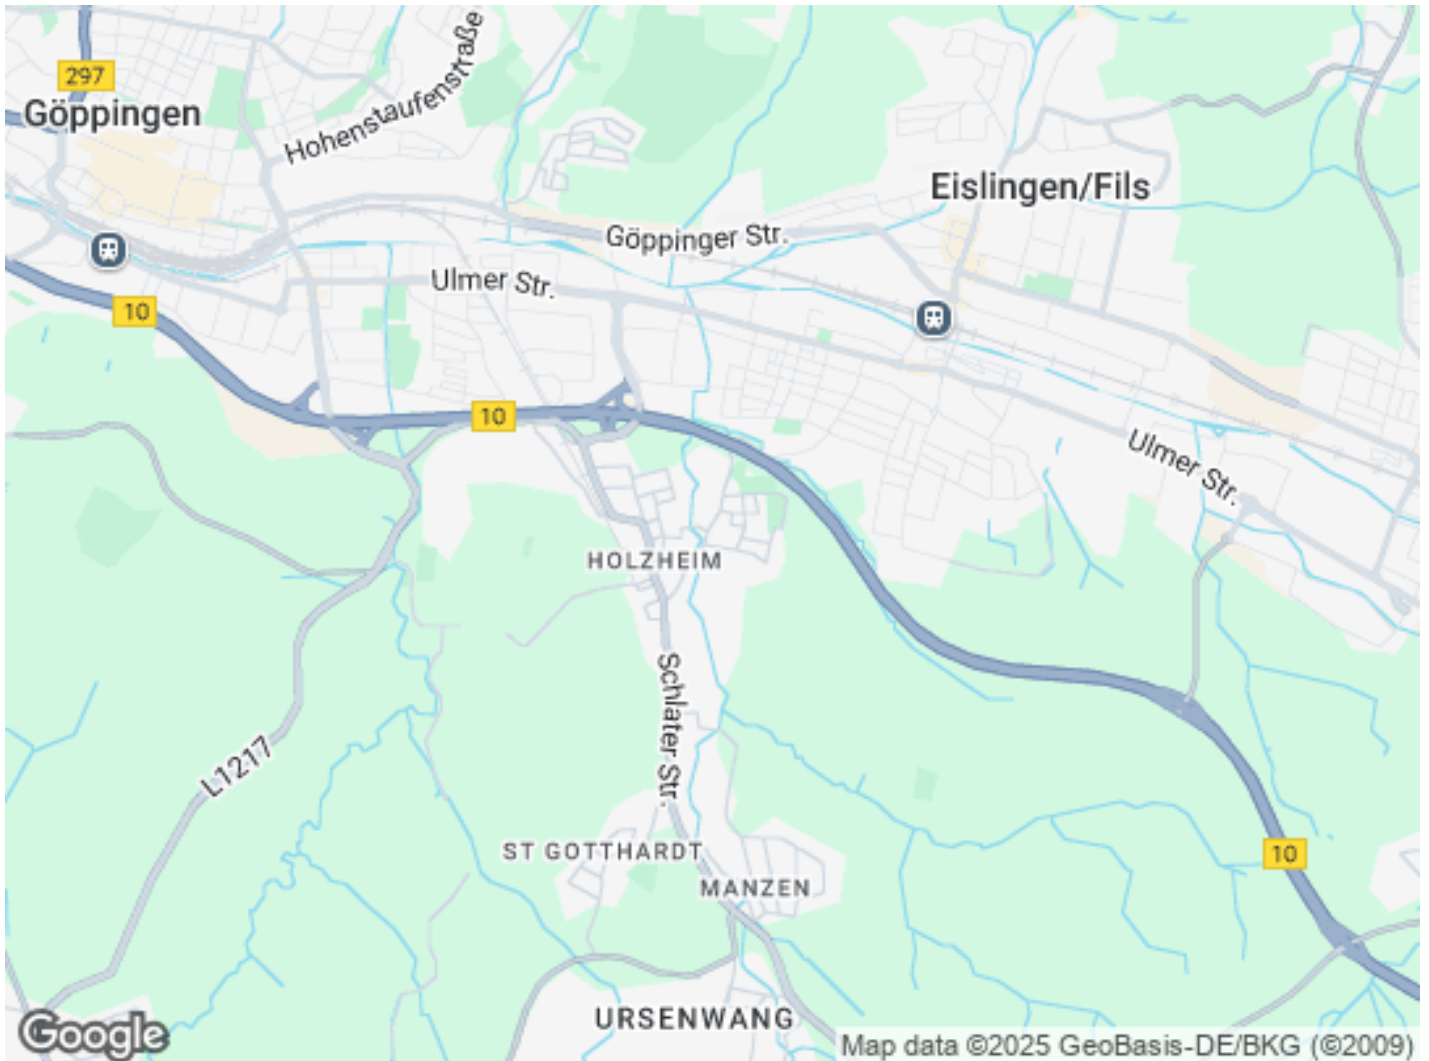 297
Göppingen
Hohenstaufenstraße
Eislingen/Fils
Göppinger Str.
Ulmer Str.
10
10
Ulmer Str.
HOLZHEIM
Schlater Str.
L1217
ST GOTTHARDT
10
MANZEN
URSENWANG
Google
Map data ©2025 GeoBasis-DE/BKG (©2009)